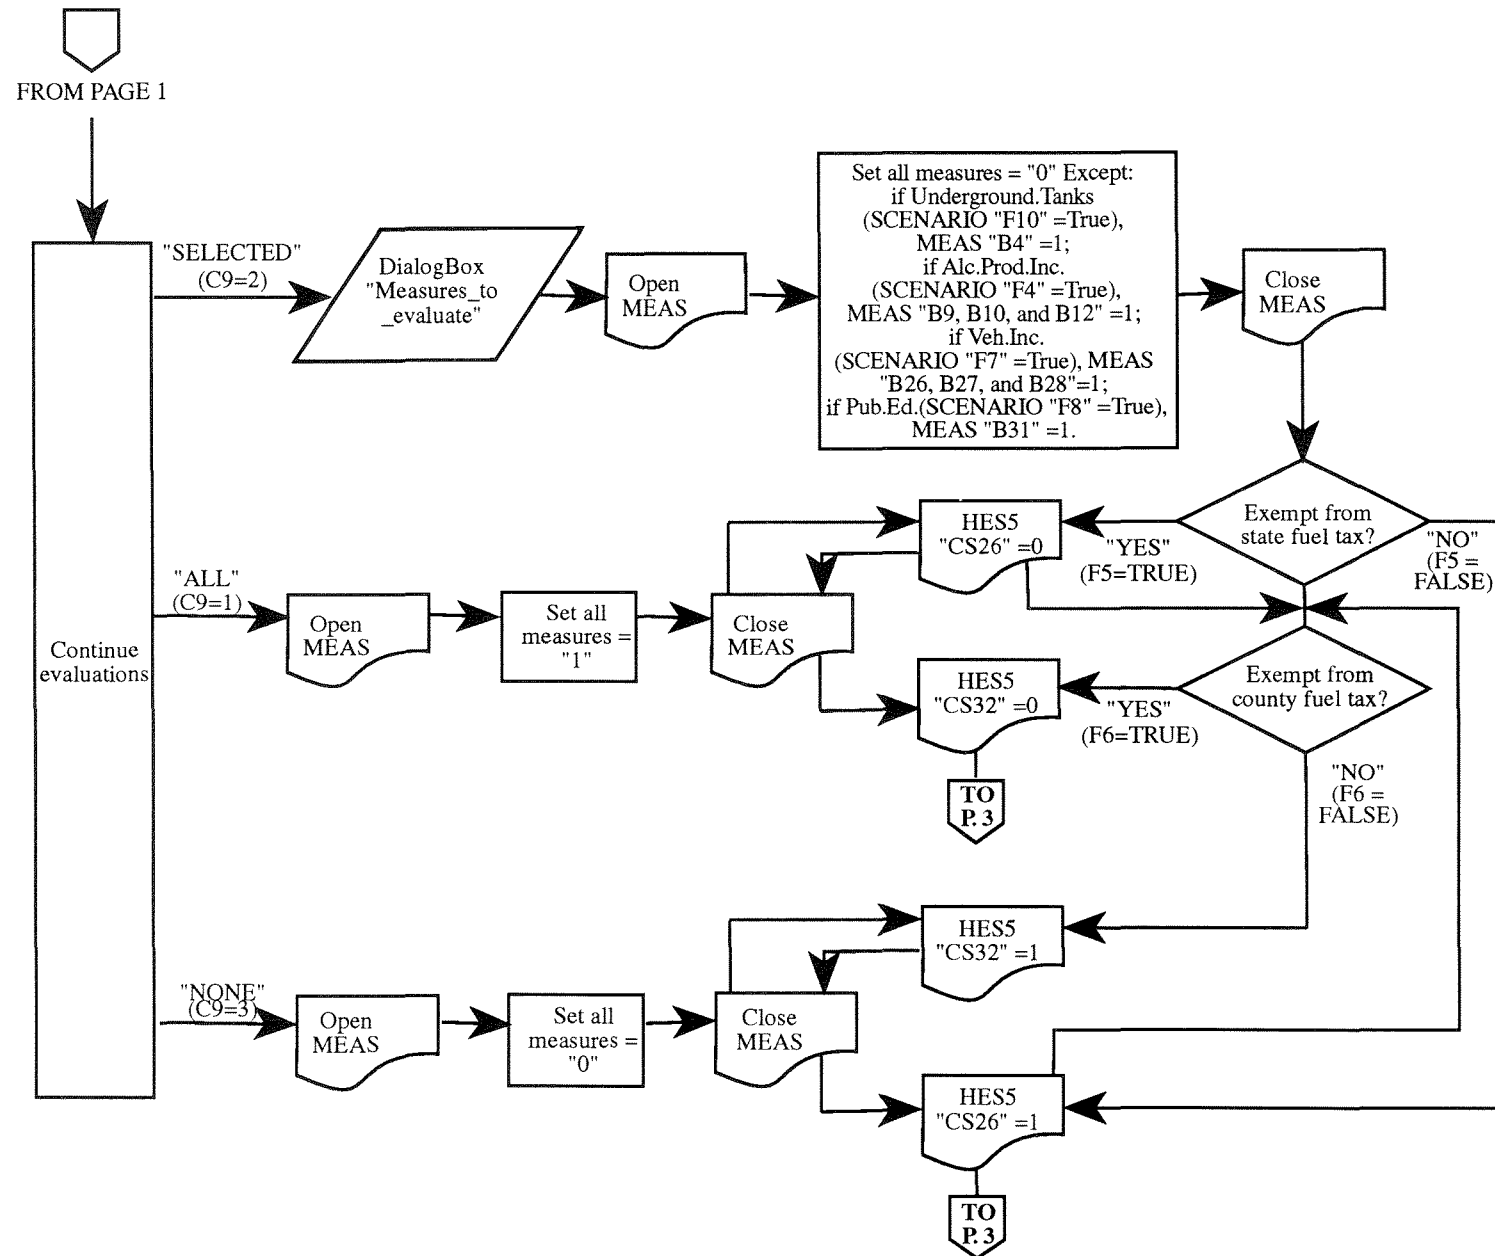 FROM PAGE 1
Continue
evaluations
"SELECTED"
(C9=2)
DialogBox
"Measures_to
_evaluate"
Open
MEAS
Set all measures = "0" Except:
if Underground.Tanks
(SCENARIO "F10" =True),
MEAS "B4" =1;
if Alc.Prod.Inc.
(SCENARIO "F4" =True),
MEAS "B9, B10, and B12" =1;
if Veh.Inc.
(SCENARIO "F7" =True), MEAS
"B26, B27, and B28"=1;
if Pub.Ed.(SCENARIO "F8" =True),
MEAS "B31" =1.
Close
MEAS
Exempt from
state fuel tax?
"YES"
(F5=TRUE)
"NO"
(F5 =
FALSE)
HES5
"CS26" =0
"ALL"
(C9=1)
Open
MEAS
Set all
measures =
"1"
Close
MEAS
HES5
"CS32" =0
Exempt from
county fuel tax?
"YES"
(F6=TRUE)
"NO"
(F6 =
FALSE)
TO
P. 3
"NONE"
(C9=3)
Open
MEAS
Set all
measures =
"0"
Close
MEAS
HES5
"CS32" =1
HES5
"CS26" =1
TO
P. 3